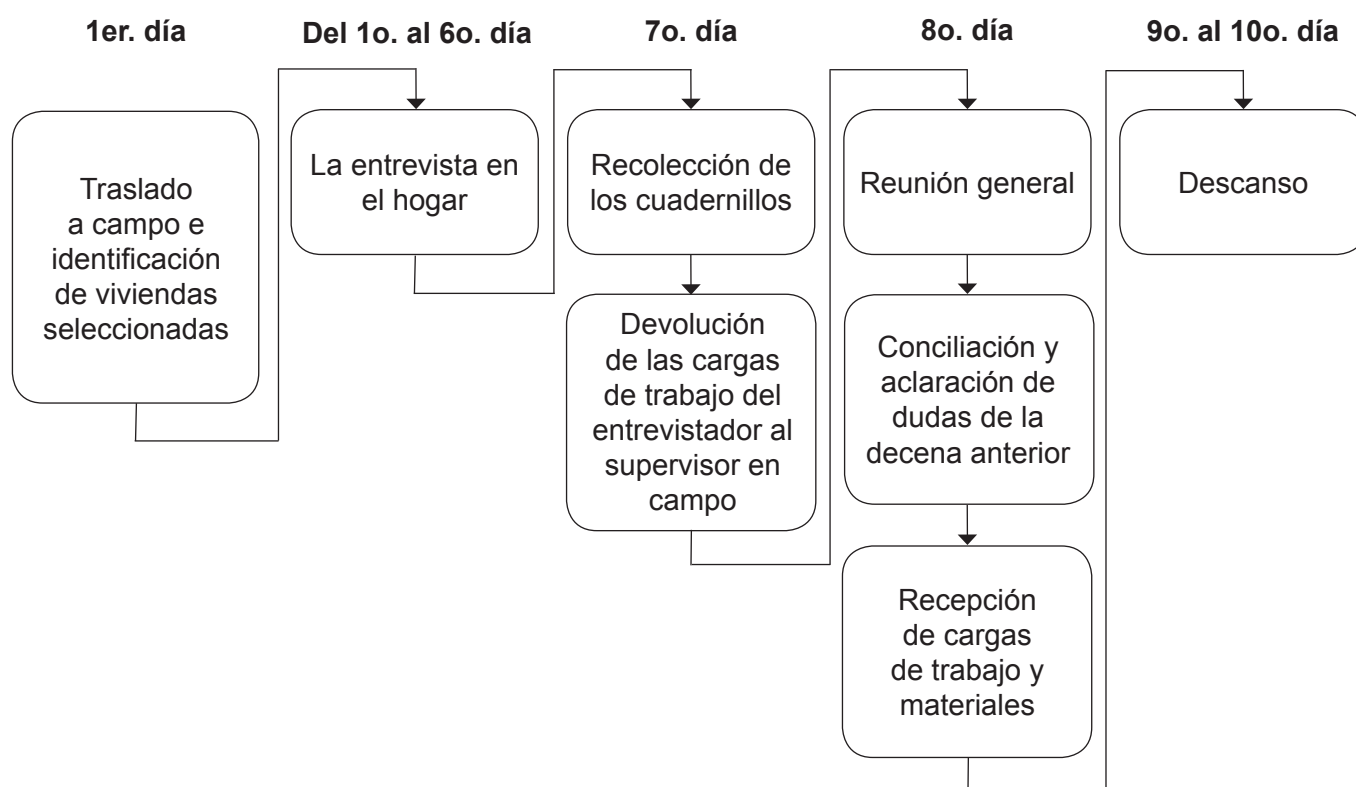 1er. día
Del 1o. al 6o. día
7o. día
8o. día
9o. al 10o. día
Traslado
a campo e
identificación
de viviendas
seleccionadas
La entrevista en
el hogar
Recolección de
los cuadernillos
Devolución
de las cargas
de trabajo del
entrevistador al
supervisor en
campo
Reunión general
Conciliación y
aclaración de
dudas de la
decena anterior
Recepción
de cargas
de trabajo y
materiales
Descanso